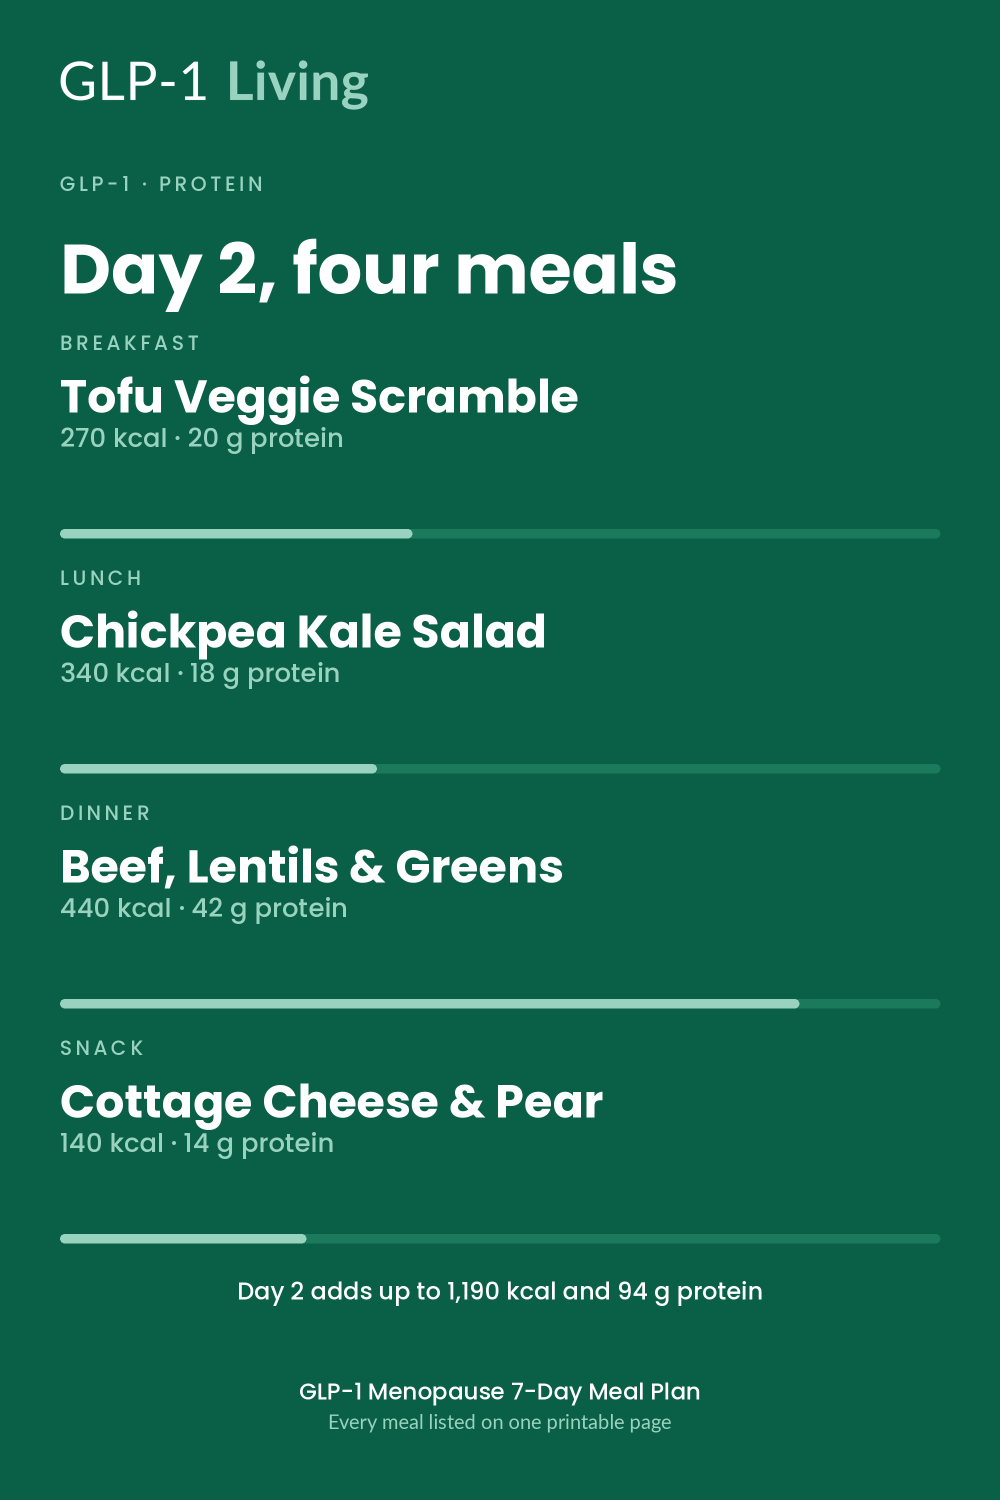 GLP-1 Living
GLP-1 · PROTEIN
Day 2, four meals
BREAKFAST
Tofu Veggie Scramble
270 kcal · 20 g protein
LUNCH
Chickpea Kale Salad
340 kcal · 18 g protein
DINNER
Beef, Lentils & Greens
440 kcal · 42 g protein
SNACK
Cottage Cheese & Pear
140 kcal · 14 g protein
Day 2 adds up to 1,190 kcal and 94 g protein
GLP-1 Menopause 7-Day Meal Plan
Every meal listed on one printable page